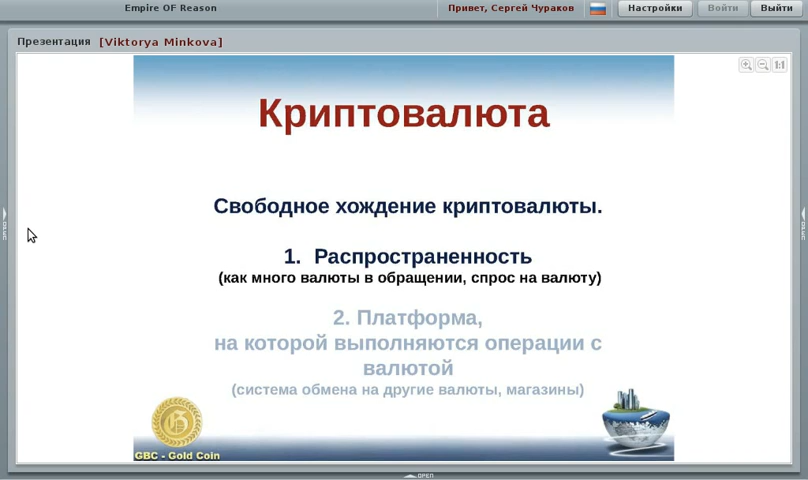 Empire OF Reason
Привет, Сергей Чураков
Настройки
Войти
Выйти
Презентация [Viktorya Minkova]
1:1
Криптовалюта
Свободное хождение криптовалюты.
1. Распространенность
(как много валюты в обращении, спрос на валюту)
2. Платформа,
на которой выполняются операции с
валютой
(система обмена на другие валюты, магазины)
GBC - Gold Coin